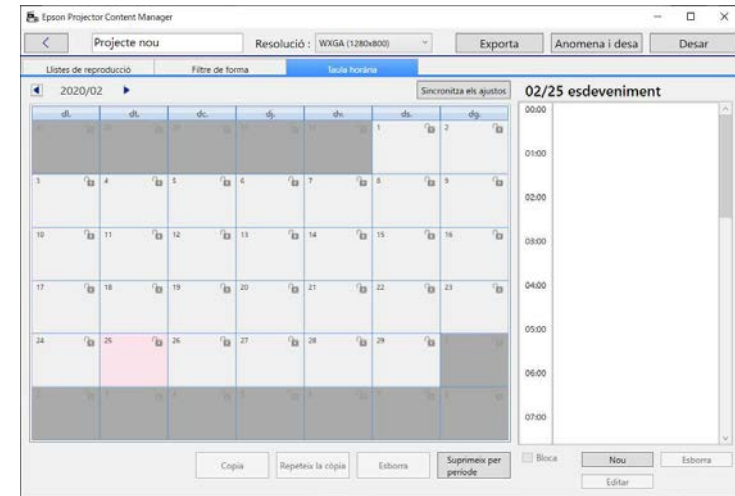 Epson Projector Content Manager
Projecte nou
Resolució :
WXGA (1280x800)
Exporta
Anomena i desa
Desar
Llistes de reproducció
Filtre de forma
Taula horària
2020/02
Sincronitza els ajustos
02/25 esdeveniment
dl. dt. dc. dj. dv. ds. dg.
1 2
3 4 5 6 7 8 9
10 11 12 13 14 15 16
17 18 19 20 21 22 23
24 25 26 27 28 29
00:00
01:00
02:00
03:00
04:00
05:00
06:00
07:00
Copia
Repeteix la còpia
Esborra
Suprimeix per
període
Bloca
Nou
Esborra
Editar